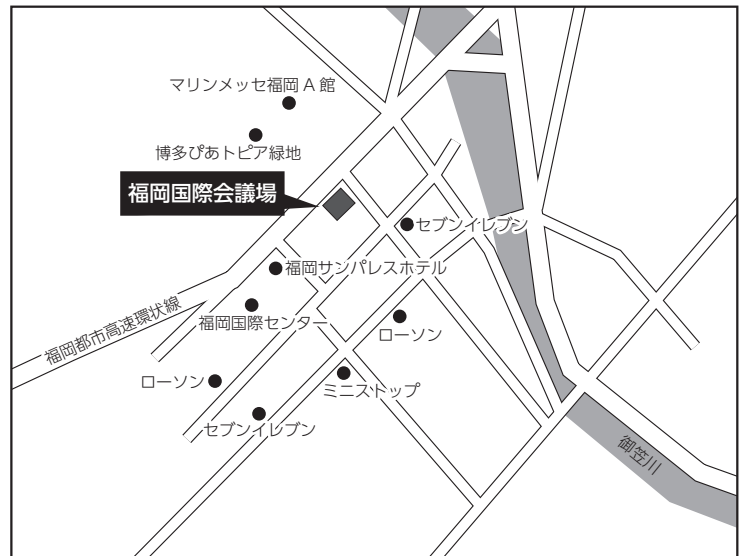 マリンメッセ福岡A館
博多ぴあトピア緑地
福岡国際会議場
セブンイレブン
福岡サンパレスホテル
福岡都市高速環状線
福岡国際センター
ローソン
ローソン
ミニストップ
セブンイレブン
御笠川